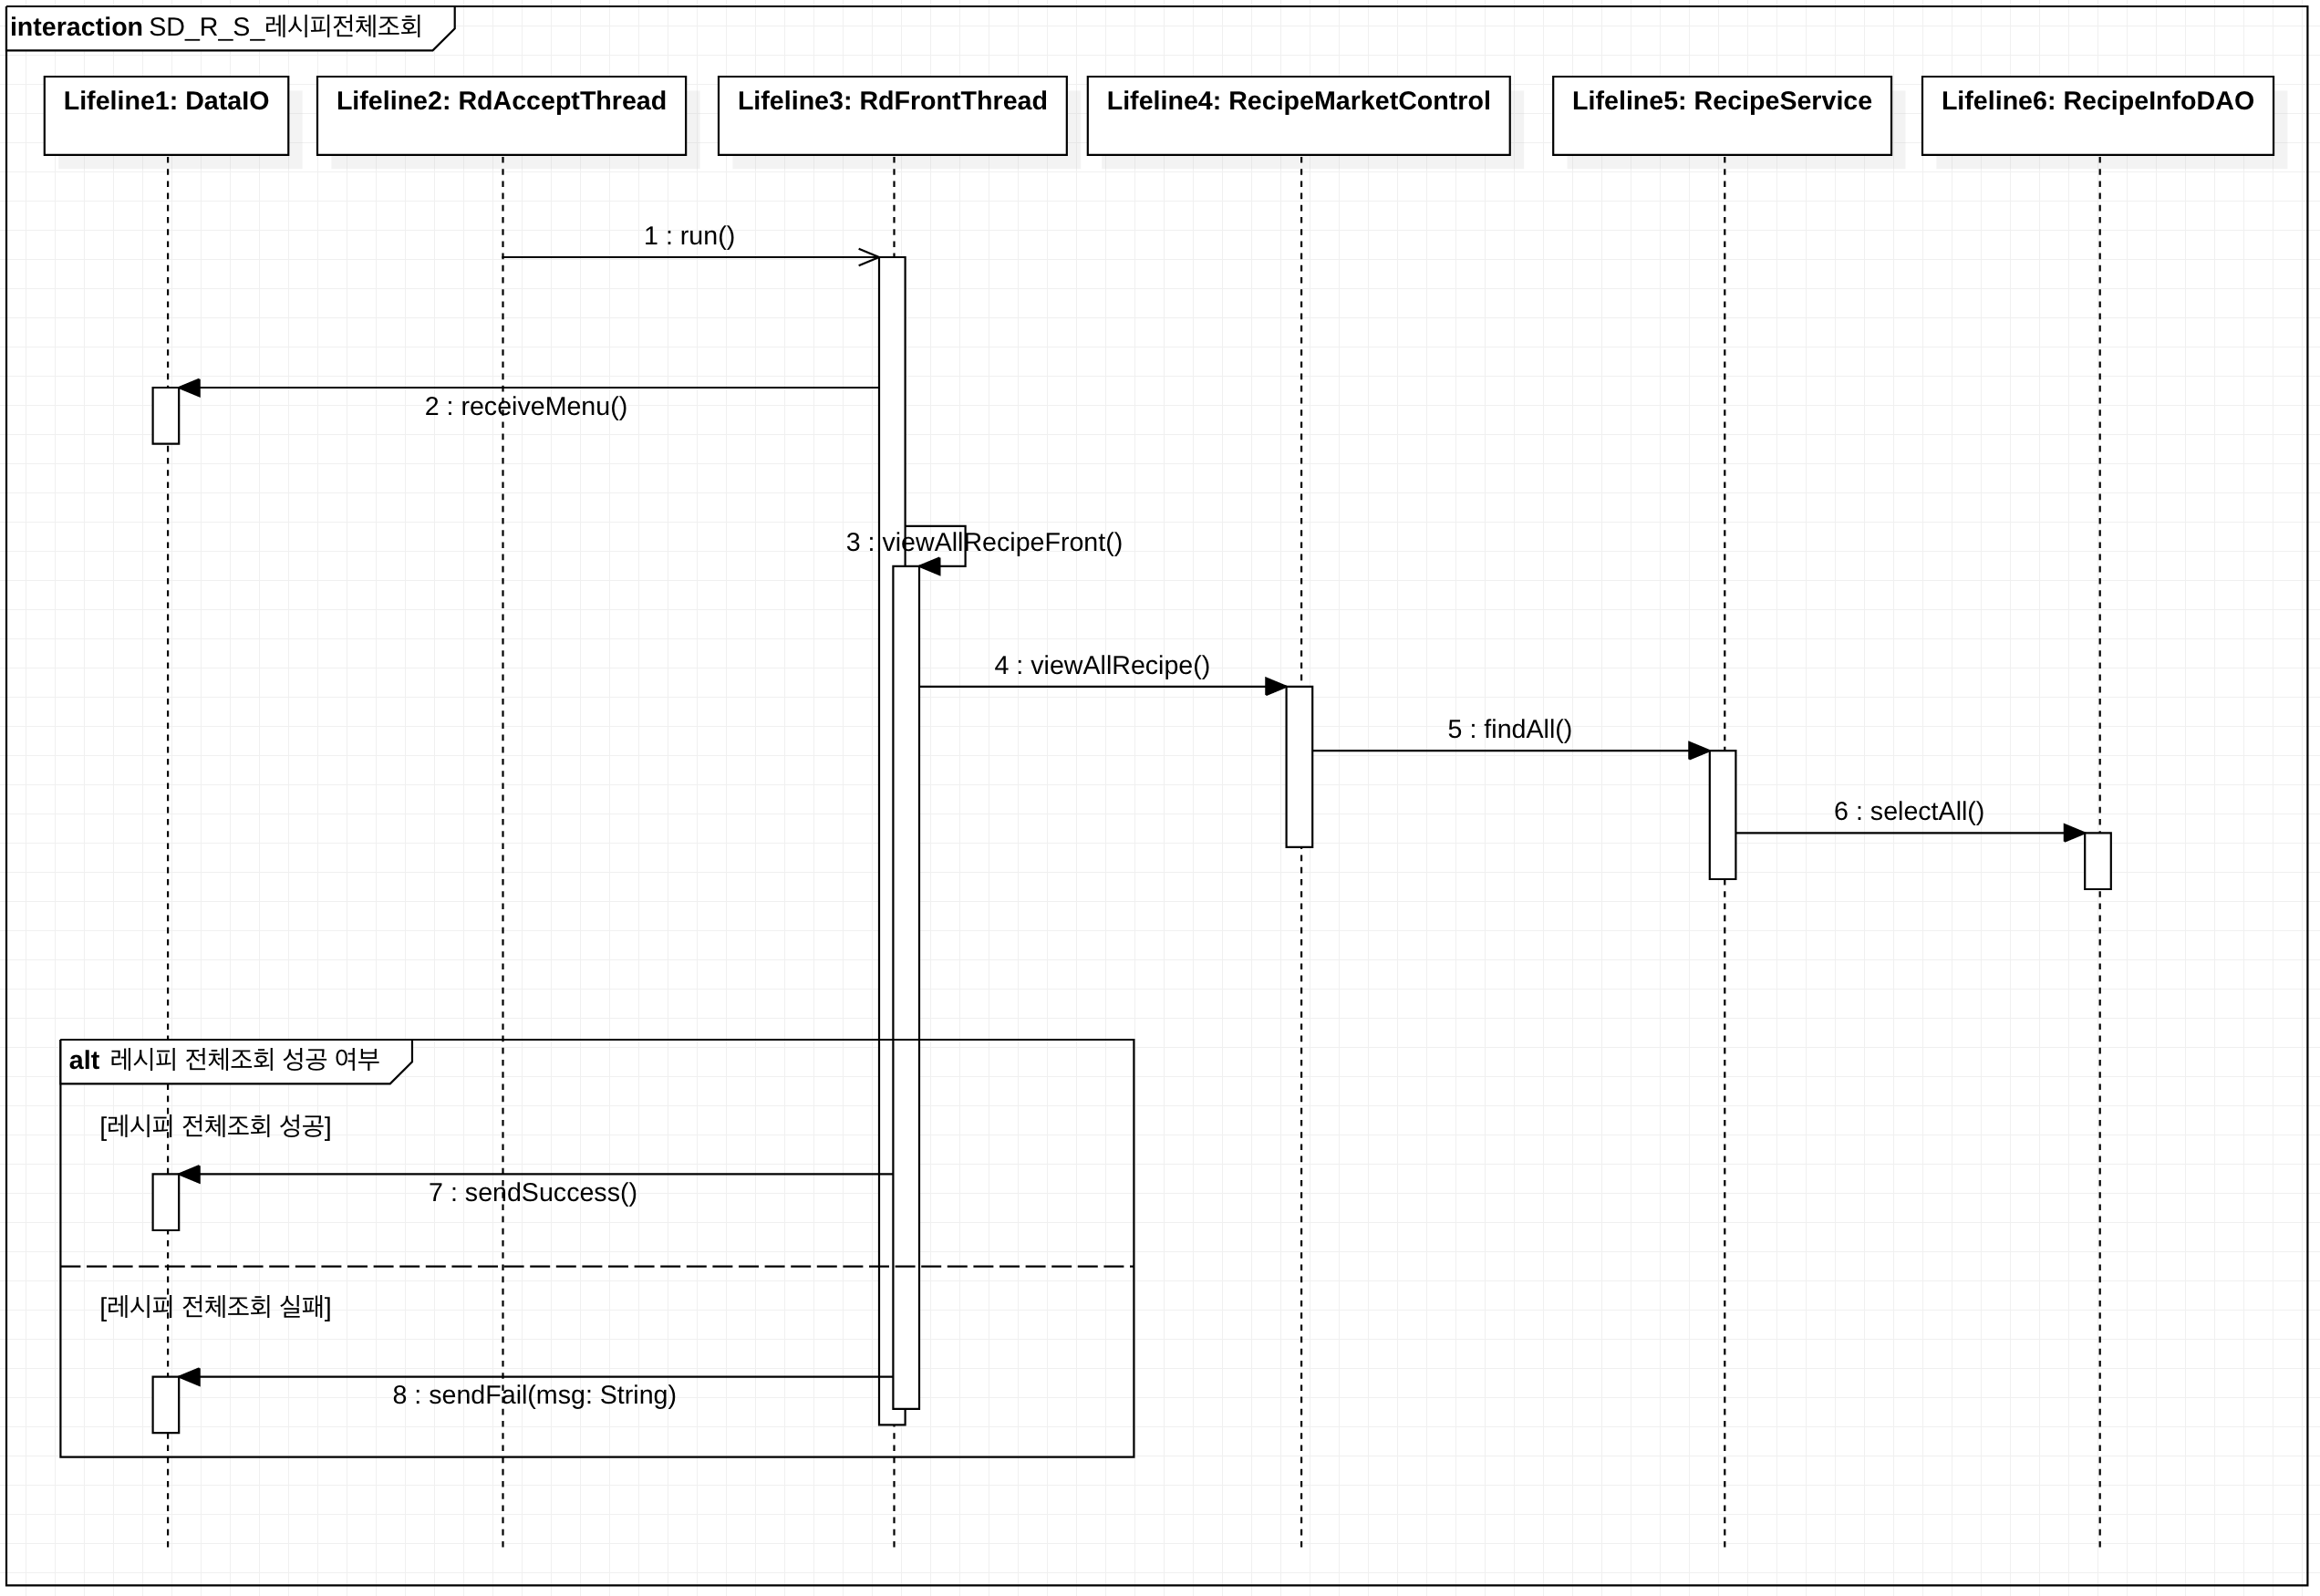 interaction SD_R_S_레시피전체조회
Lifeline1: DataIO
Lifeline2: RdAcceptThread
Lifeline3: RdFrontThread
Lifeline4: RecipeMarketControl
Lifeline5: RecipeService
Lifeline6: RecipeInfoDAO
1 : run()
2 : receiveMenu()
3 : viewAllRecipeFront()
4 : viewAllRecipe()
5 : findAll()
6 : selectAll()
alt 레시피 전체조회 성공 여부
[레시피 전체조회 성공]
7 : sendSuccess()
[레시피 전체조회 실패]
8 : sendFail(msg: String)